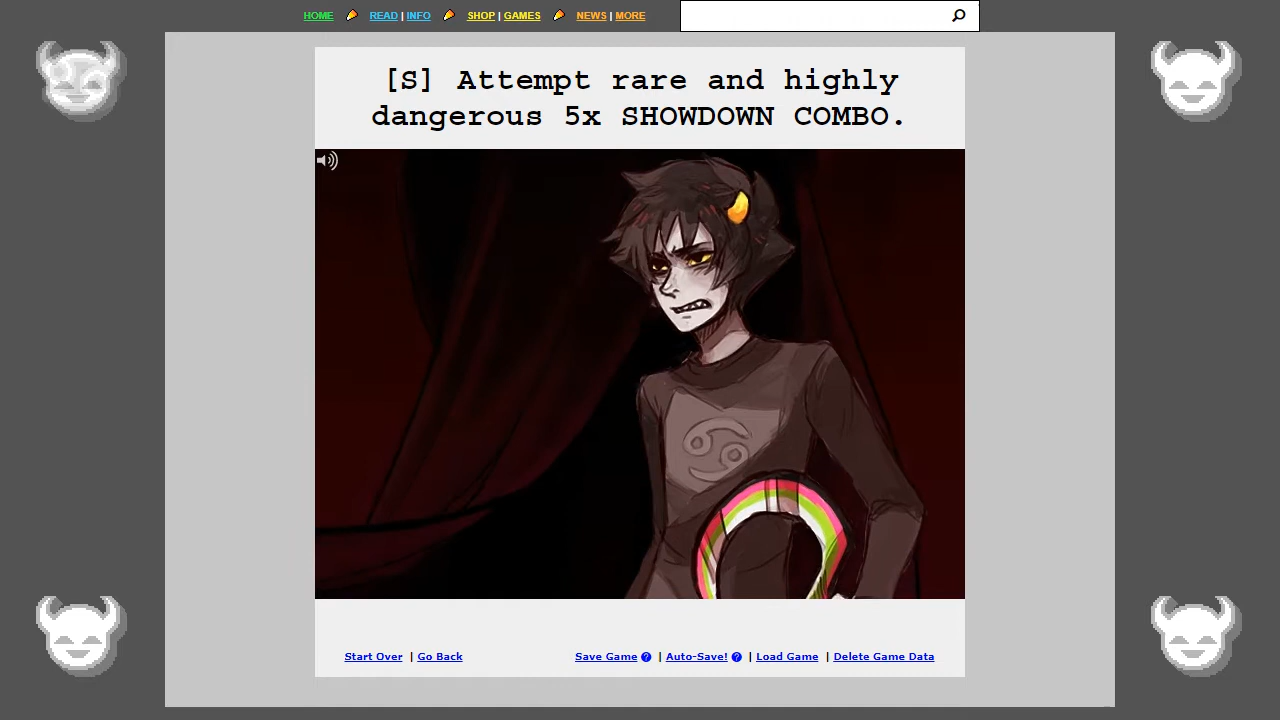 HOME READ | INFO SHOP | GAMES NEWS | MORE
[S] Attempt rare and highly
dangerous 5x SHOWDOWN COMBO.
Start Over | Go Back Save Game ? | Auto-Save! ? | Load Game | Delete Game Data